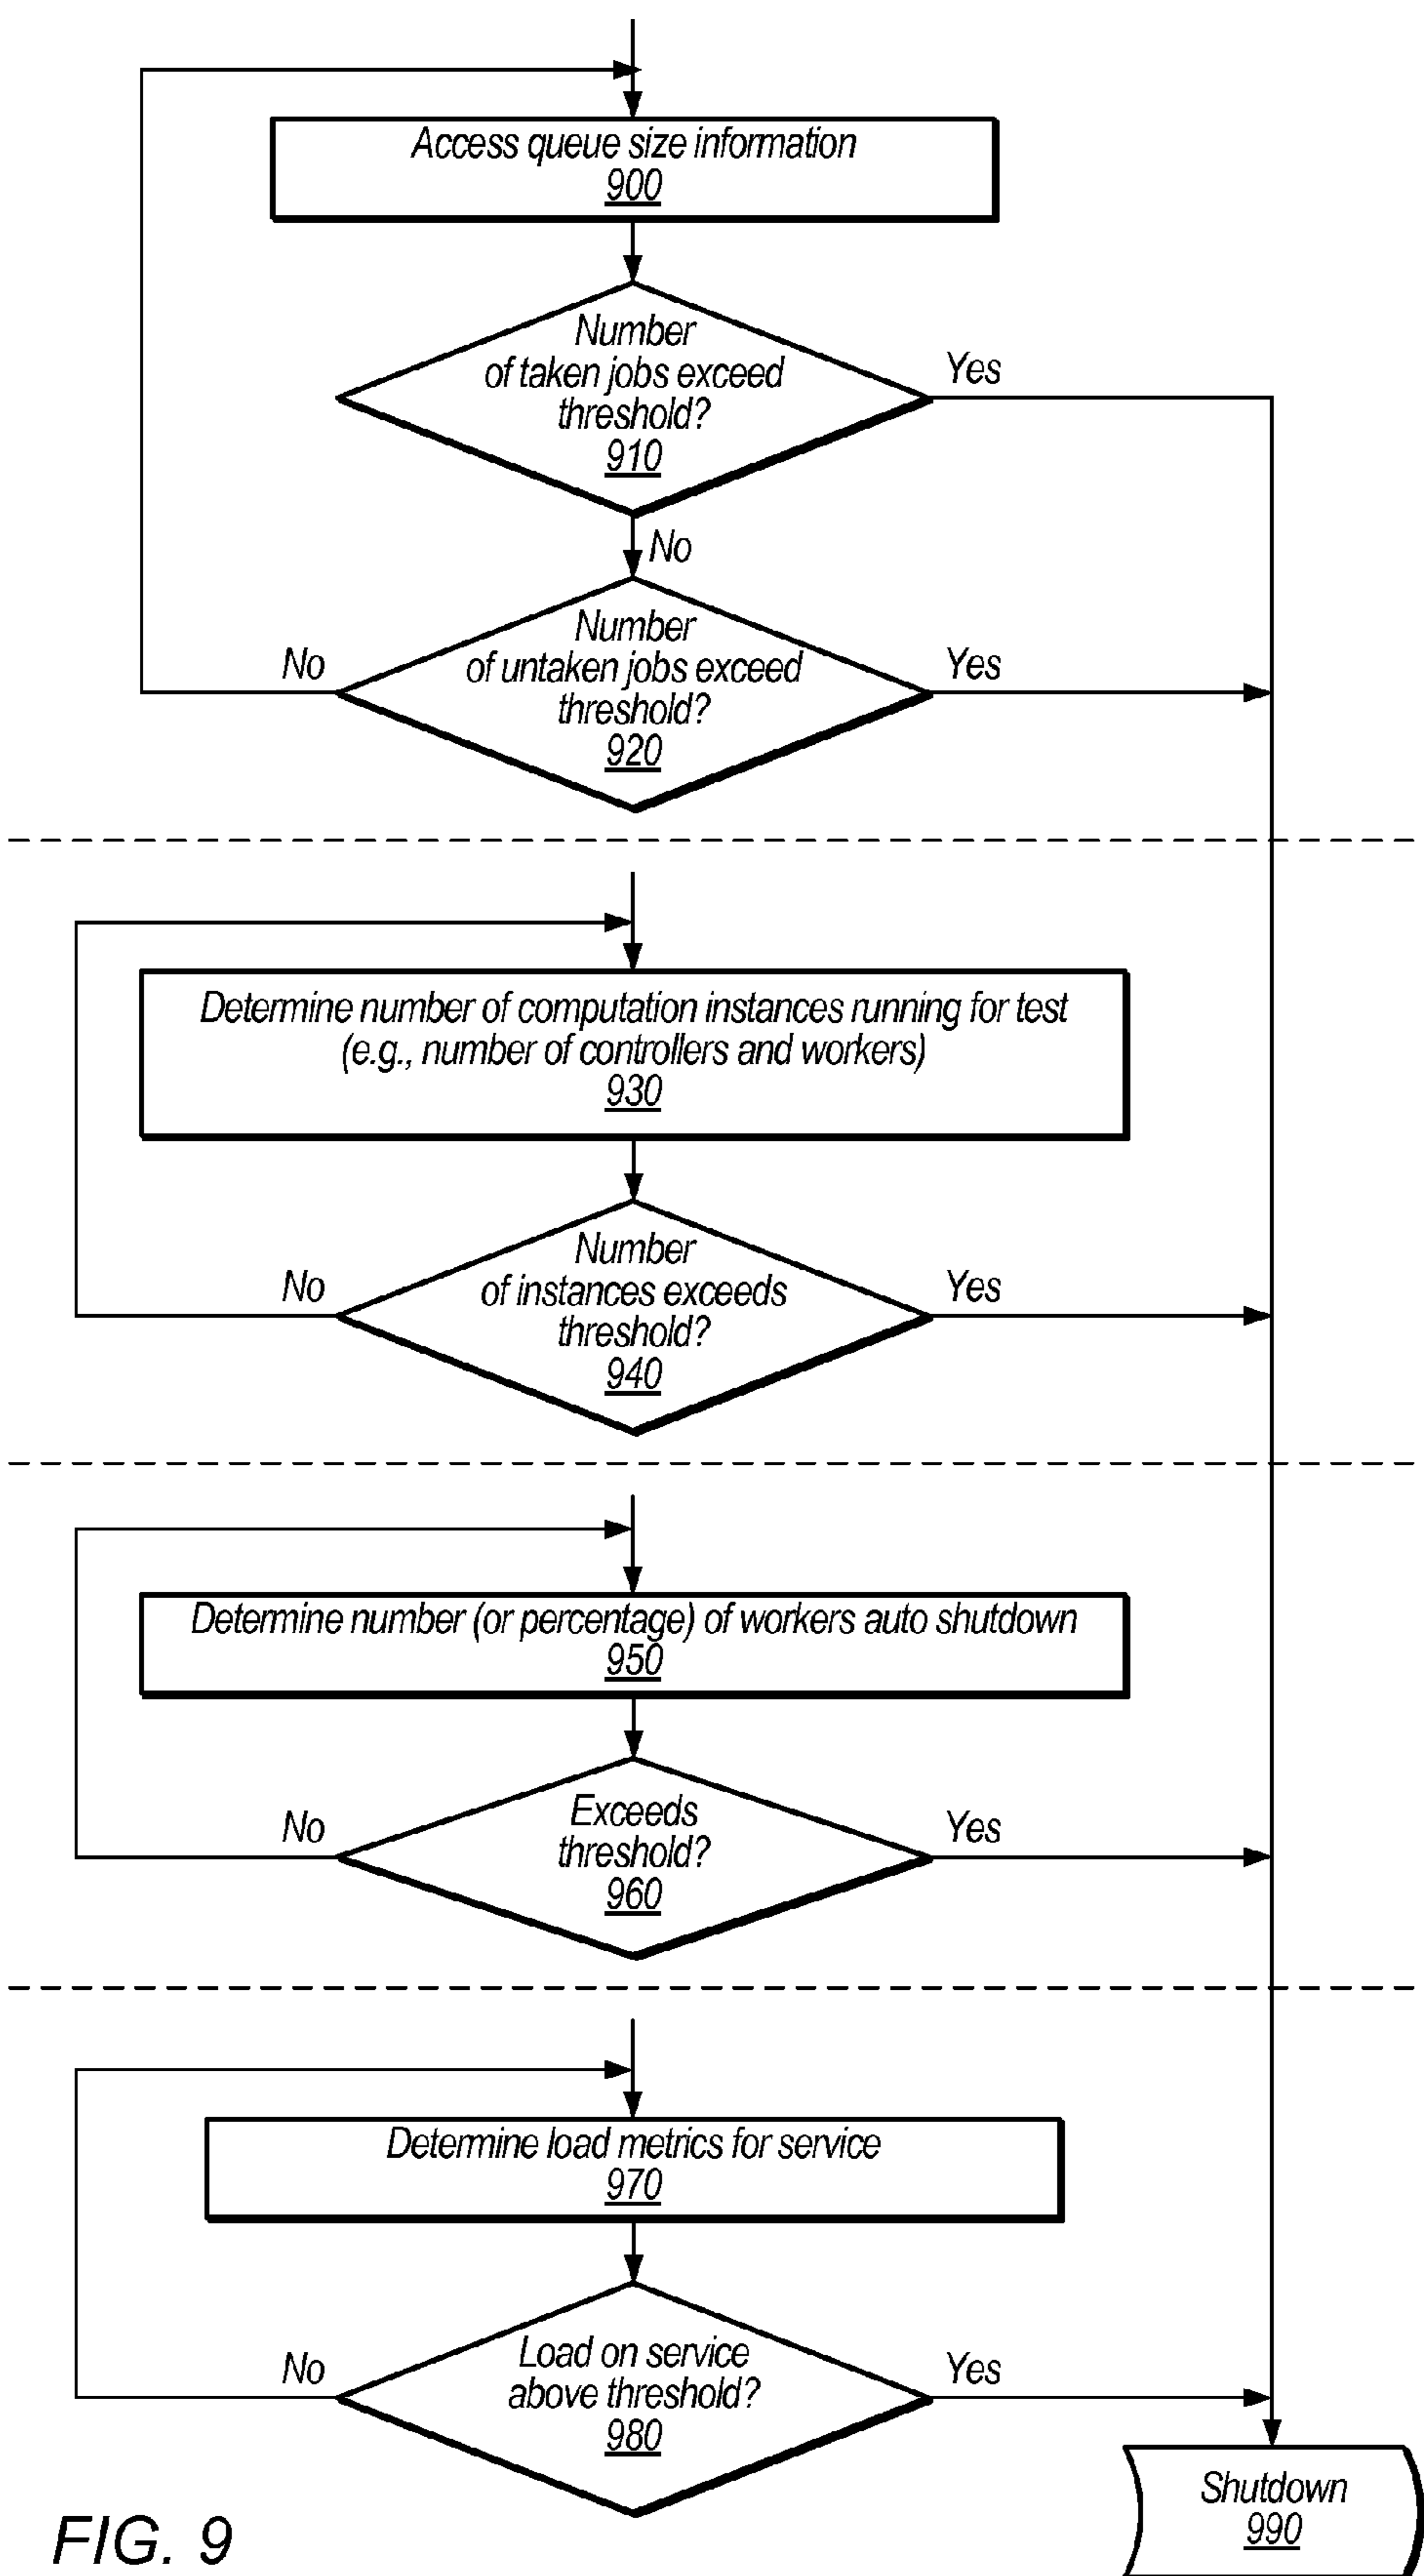 Access queue size information
900
Number
of taken jobs exceed
threshold?
910
Yes
No
Number
of untaken jobs exceed
threshold?
920
No
Yes
Determine number of computation instances running for test
(e.g., number of controllers and workers)
930
Number
of instances exceeds
threshold?
940
No
Yes
Determine number (or percentage) of workers auto shutdown
950
Exceeds
threshold?
960
No
Yes
Determine load metrics for service
970
Load on service
above threshold?
980
No
Yes
Shutdown
990
FIG. 9